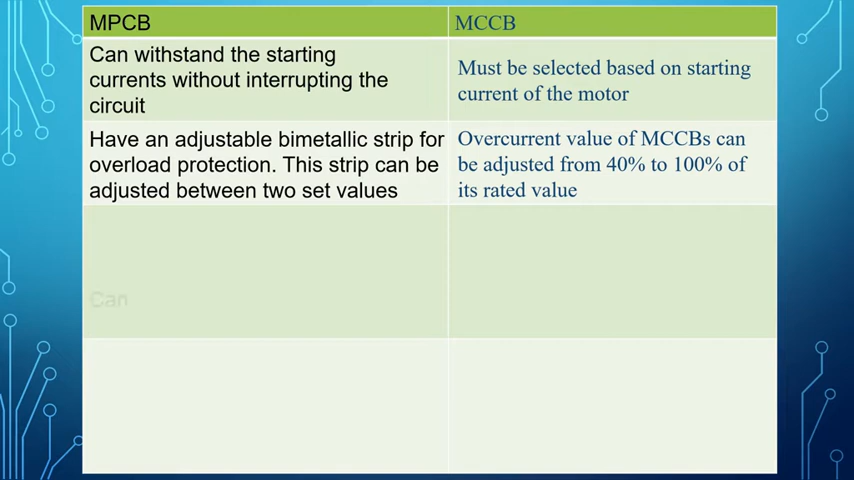 MPCB
MCCB
Can withstand the starting
currents without interrupting the
circuit
Must be selected based on starting
current of the motor
Have an adjustable bimetallic strip for
overload protection. This strip can be
adjusted between two set values
Overcurrent value of MCCBs can
be adjusted from 40% to 100% of
its rated value
Can